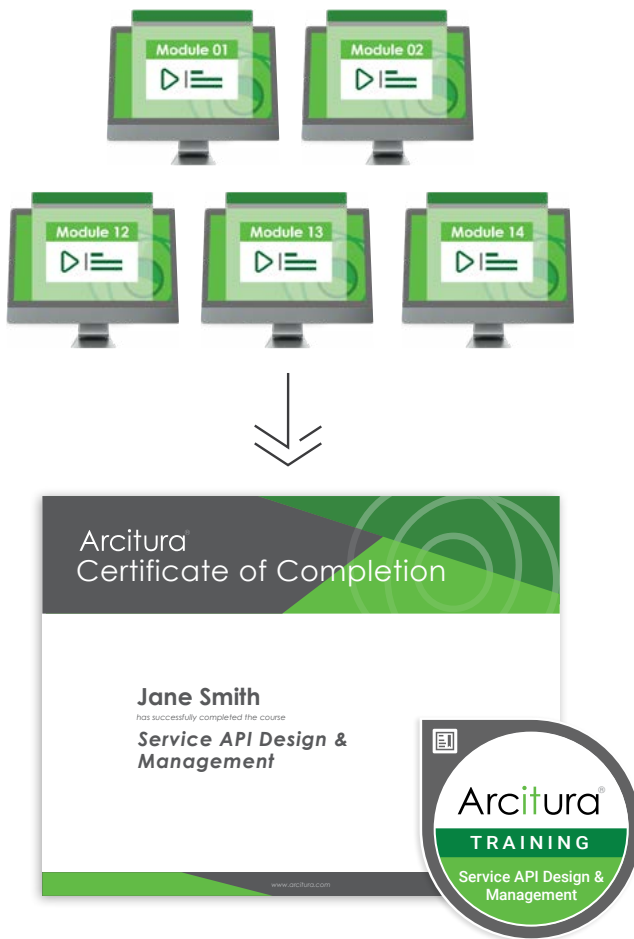 Module 01
Module 02
Module 12
Module 13
Module 14
Arcitura®
Certificate of Completion
Jane Smith
has successfully completed the course
Service API Design &
Management
www.arcitura.com
Arcitura®
TRAINING
Service API Design &
Management